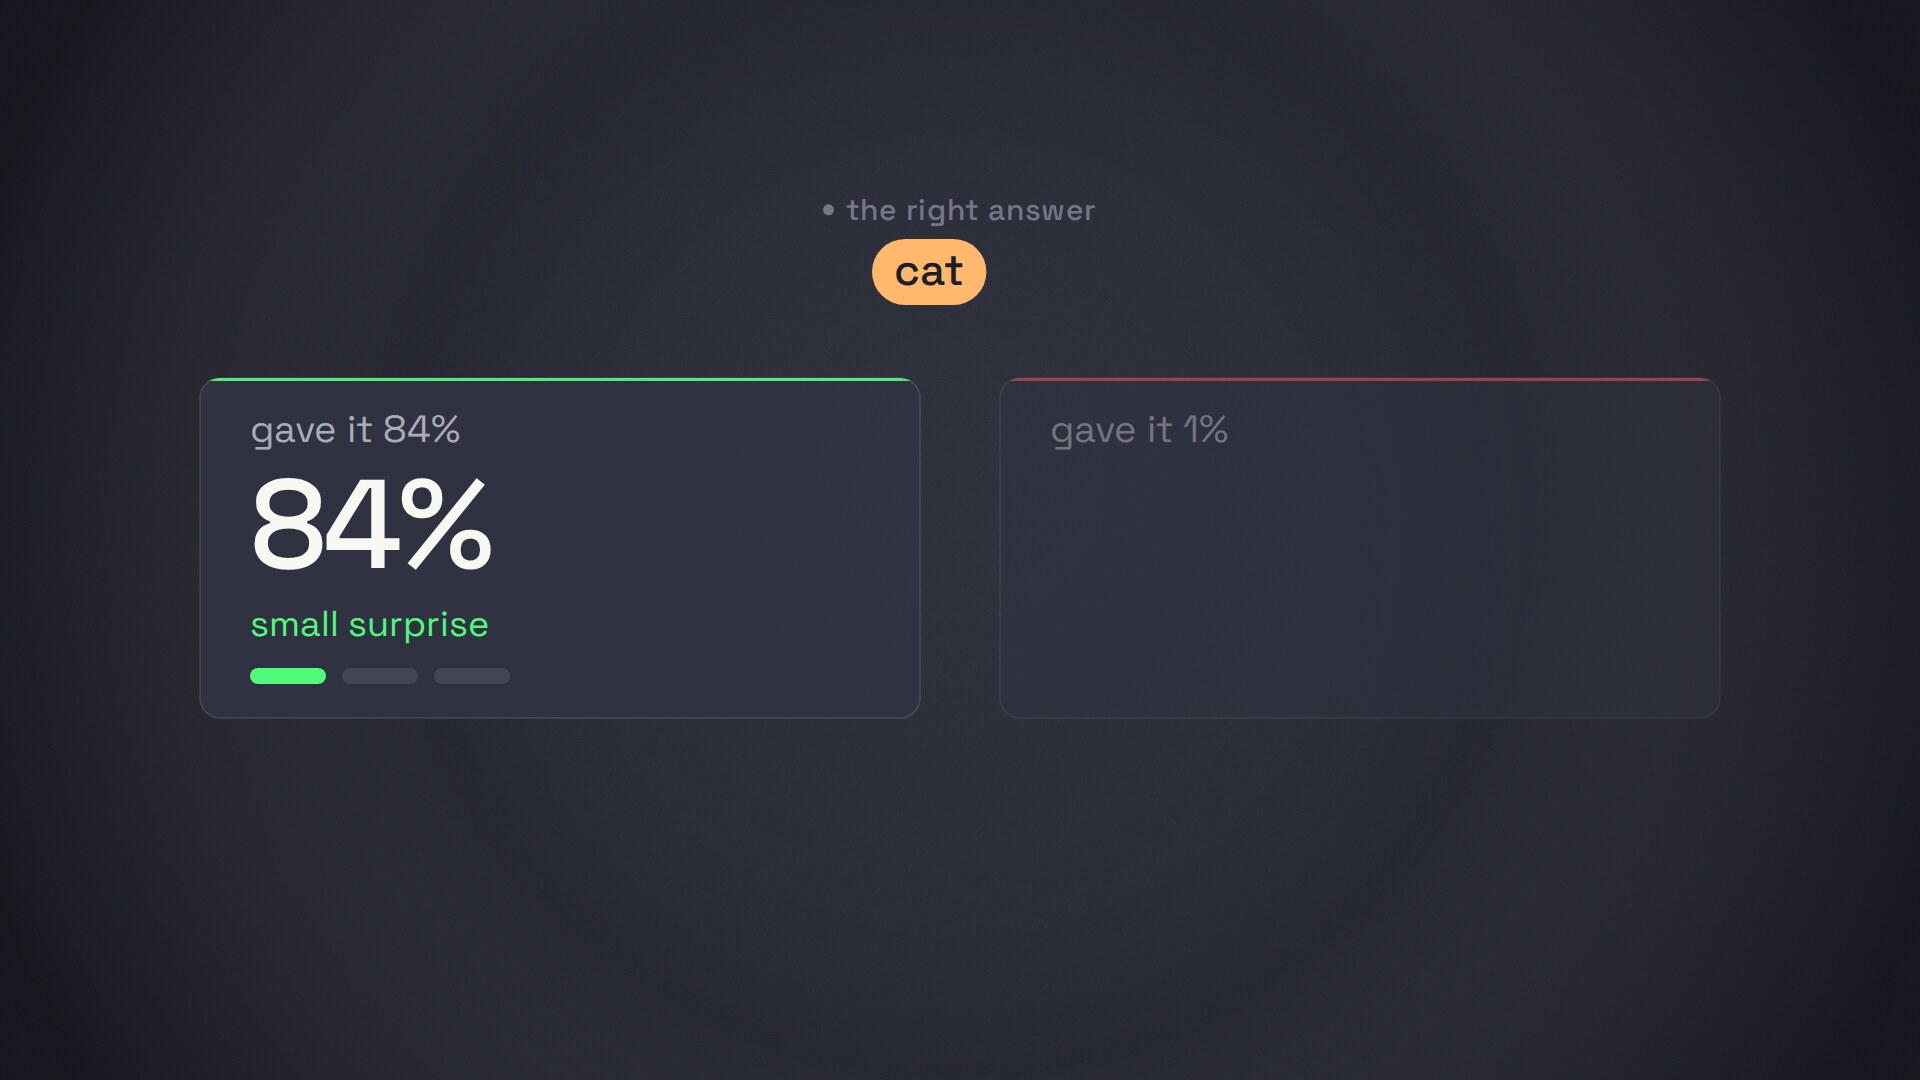 the right answer
cat
gave it 84%
84%
small surprise
gave it 1%